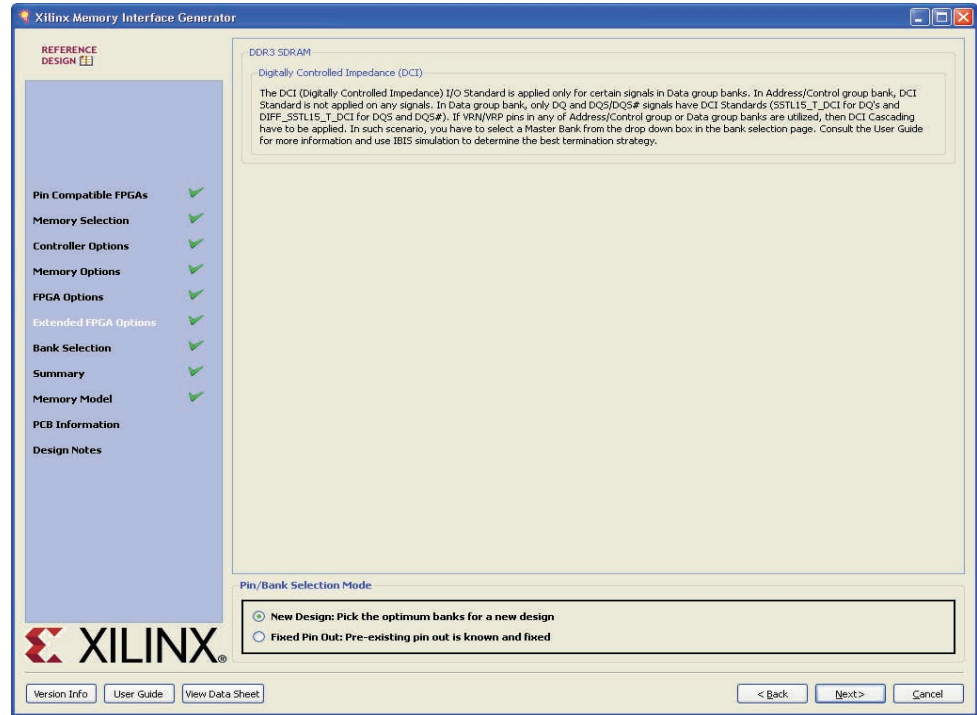 Xilinx Memory Interface Generator
REFERENCE
DESIGN
Pin Compatible FPGAs
Memory Selection
Controller Options
Memory Options
FPGA Options
Extended FPGA Options
Bank Selection
Summary
Memory Model
PCB Information
Design Notes
XILINX®
DDR3 SDRAM
Digitally Controlled Impedance (DCI)
The DCI (Digitally Controlled Impedance) I/O Standard is applied only for certain signals in Data group banks. In Address/Control group bank, DCI
Standard is not applied on any signals. In Data group bank, only DQ and DQS/DQS# signals have DCI Standards (SSTL15_T_DCI for DQ's and
DIFF_SSTL15_T_DCI for DQS and DQS#). If VRN/VRP pins in any of Address/Control group or Data group banks are utilized, then DCI Cascading
have to be applied. In such scenario, you have to select a Master Bank from the drop down box in the bank selection page. Consult the User Guide
for more information and use IBIS simulation to determine the best termination strategy.
Pin/Bank Selection Mode
New Design: Pick the optimum banks for a new design
Fixed Pin Out: Pre-existing pin out is known and fixed
Version Info User Guide View Data Sheet < Back Next> Cancel